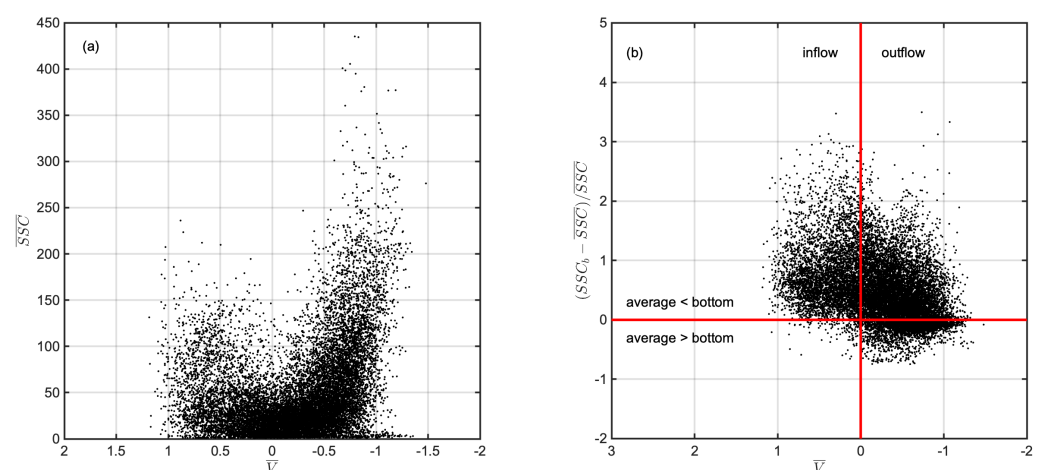 (a)
450
400
350
300
250
200
150
100
50
0
2 1.5 1 0.5 0 -0.5 -1 -1.5 -2
SSC
V
(b)
inflow outflow
5
4
3
2
1
0
-1
-2
average < bottom
average > bottom
3 2 1 0 -1 -2
(SSC_b − SSC)/SSC
V